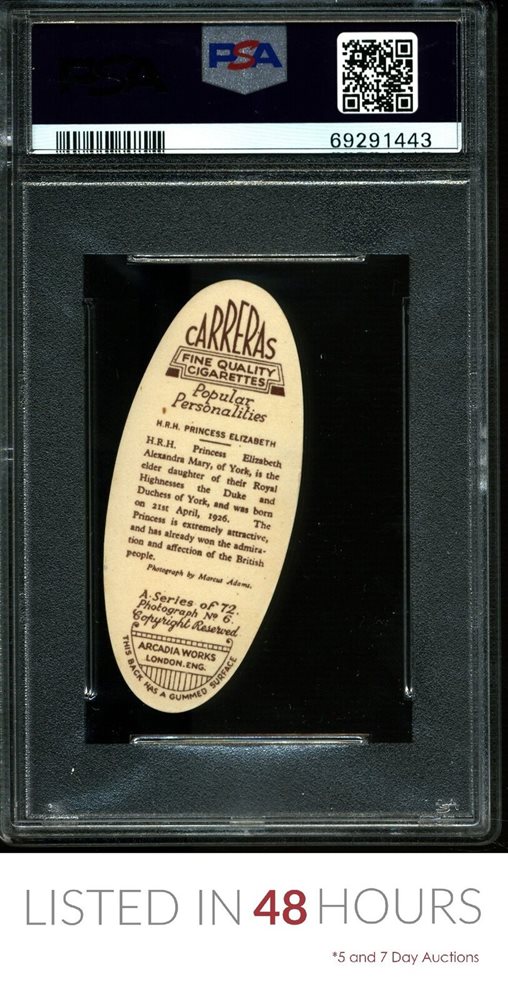 PSA
PSA
69291443
CARRERAS
FINE QUALITY
CIGARETTES
Popular
Personalities
H.R.H. PRINCESS ELIZABETH
H.R.H. Princess Elizabeth
Alexandra Mary, of York, is the
elder daughter of their Royal
Highnesses the Duke and
Duchess of York, and was born
on 21st April, 1926. The
Princess is extremely attractive,
and has already won the admira-
tion and affection of the British
people.
Photograph by Marcus Adams.
A Series of 72.
Photograph Nº 6.
Copyright Reserved
ARCADIA WORKS
LONDON. ENG.
THIS BACK HAS A GUMMED SURFACE
LISTED IN 48 HOURS
*5 and 7 Day Auctions